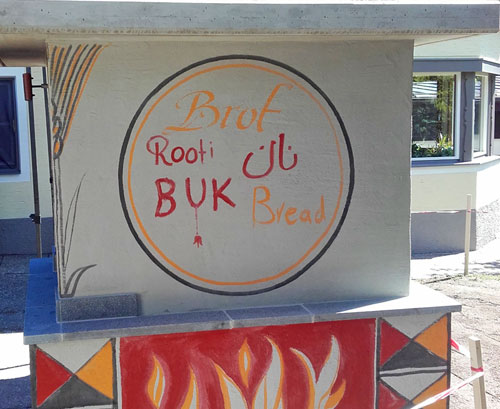 Brot
Rooti نان
BUK Bread